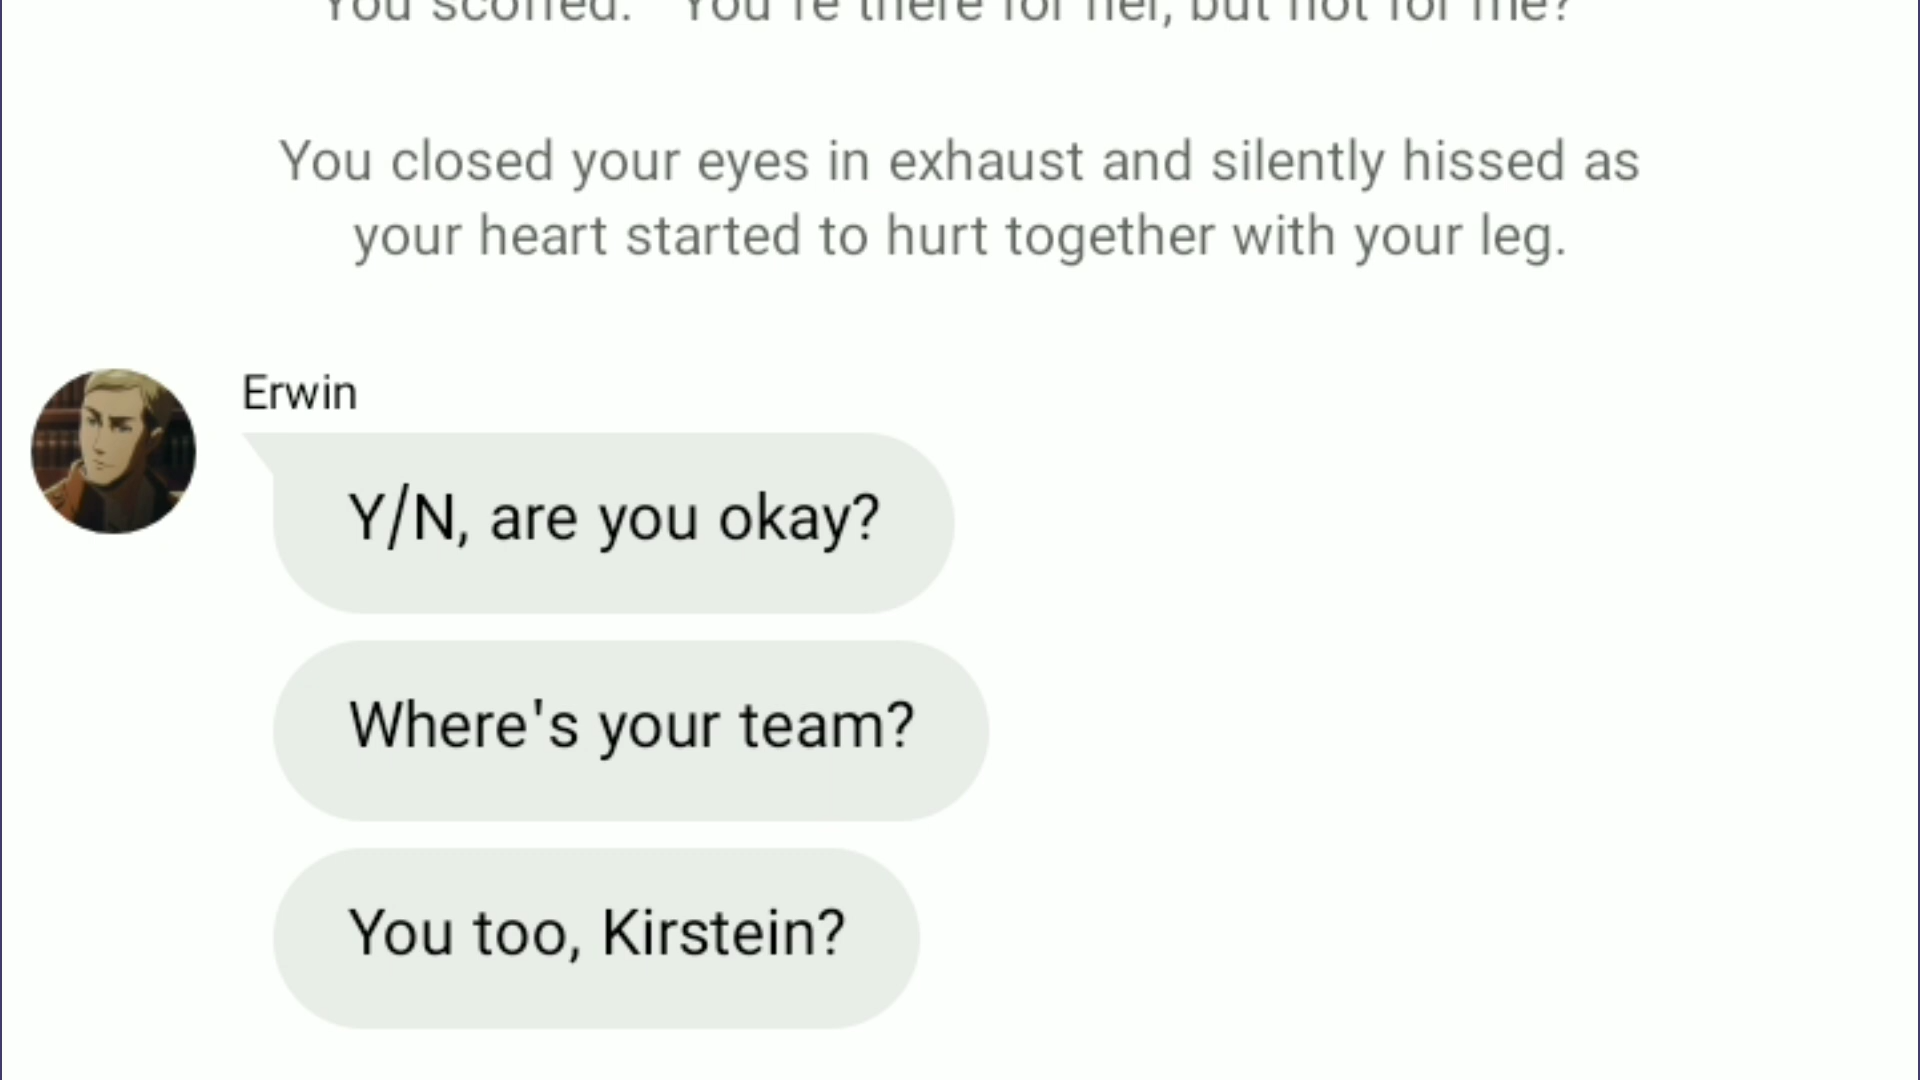 You scoffed. "You're there for her, but not for me?"
You closed your eyes in exhaust and silently hissed as
your heart started to hurt together with your leg.
Erwin
Y/N, are you okay?
Where's your team?
You too, Kirstein?